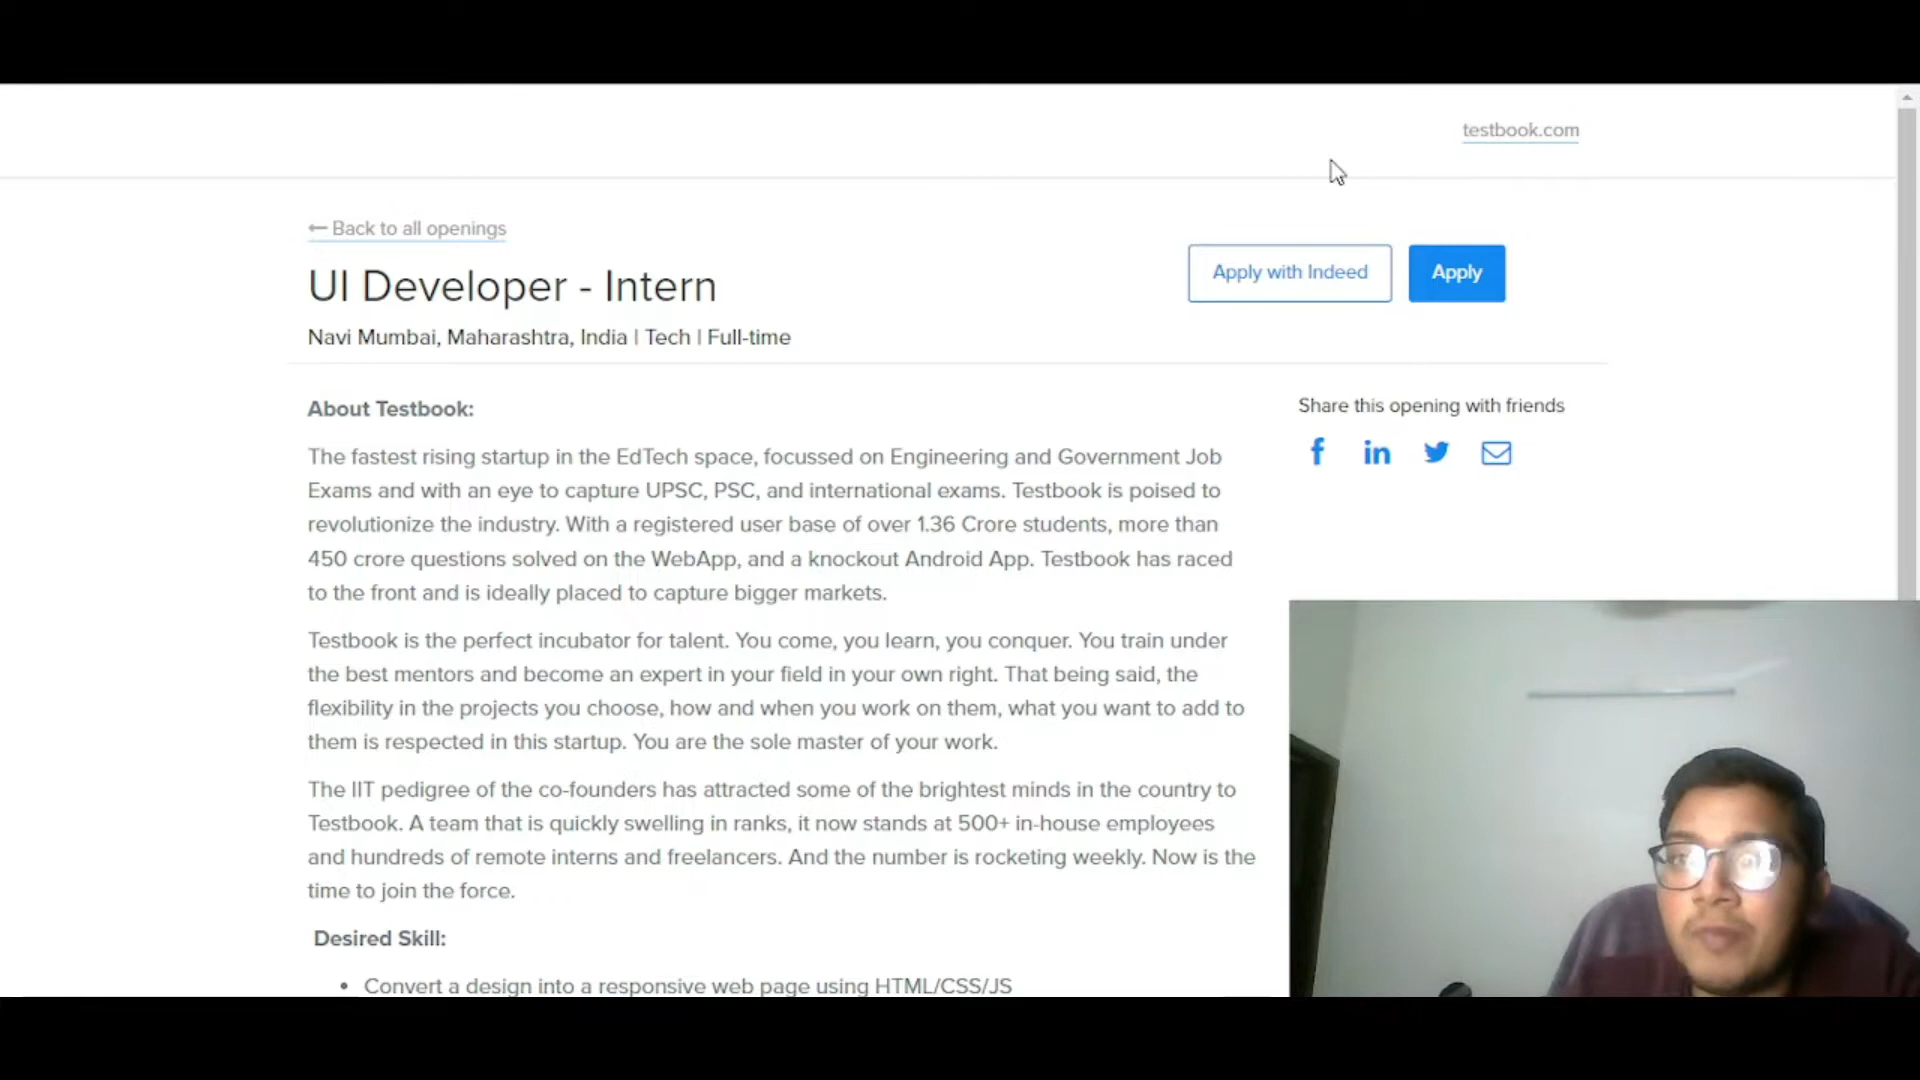 testbook.com
Back to all openings
UI Developer - Intern
Apply with Indeed
Apply
Navi Mumbai, Maharashtra, India | Tech | Full-time
About Testbook:
Share this opening with friends
The fastest rising startup in the EdTech space, focussed on Engineering and Government Job
Exams and with an eye to capture UPSC, PSC, and international exams. Testbook is poised to
revolutionize the industry. With a registered user base of over 1.36 Crore students, more than
450 crore questions solved on the WebApp, and a knockout Android App. Testbook has raced
to the front and is ideally placed to capture bigger markets.
Testbook is the perfect incubator for talent. You come, you learn, you conquer. You train under
the best mentors and become an expert in your field in your own right. That being said, the
flexibility in the projects you choose, how and when you work on them, what you want to add to
them is respected in this startup. You are the sole master of your work.
The IIT pedigree of the co-founders has attracted some of the brightest minds in the country to
Testbook. A team that is quickly swelling in ranks, it now stands at 500+ in-house employees
and hundreds of remote interns and freelancers. And the number is rocketing weekly. Now is the
time to join the force.
Desired Skill:
• Convert a design into a responsive web page using HTML/CSS/JS